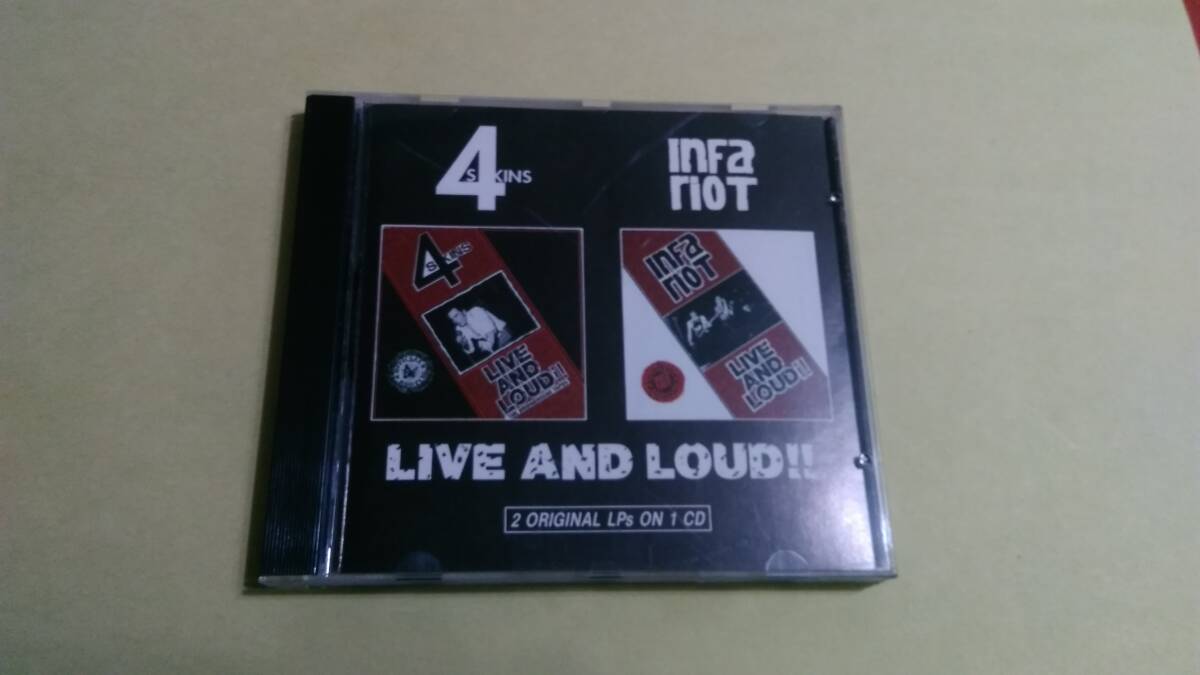 4
SKINS
INFA
RIOT
4
SKINS
LIVE
AND
LOUD!!
INFA
RIOT
LIVE
AND
LOUD!!
LIVE AND LOUD!!
2 ORIGINAL LPs ON 1 CD